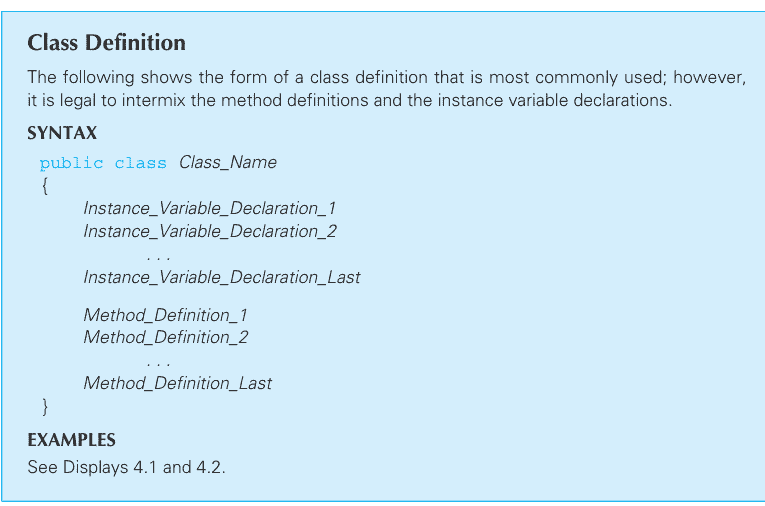 Class Definition
The following shows the form of a class definition that is most commonly used; however,
it is legal to intermix the method definitions and the instance variable declarations.
SYNTAX
public class Class_Name
{
Instance_Variable_Declaration_1
Instance_Variable_Declaration_2
. . .
Instance_Variable_Declaration_Last
Method_Definition_1
Method_Definition_2
. . .
Method_Definition_Last
}
EXAMPLES
See Displays 4.1 and 4.2.